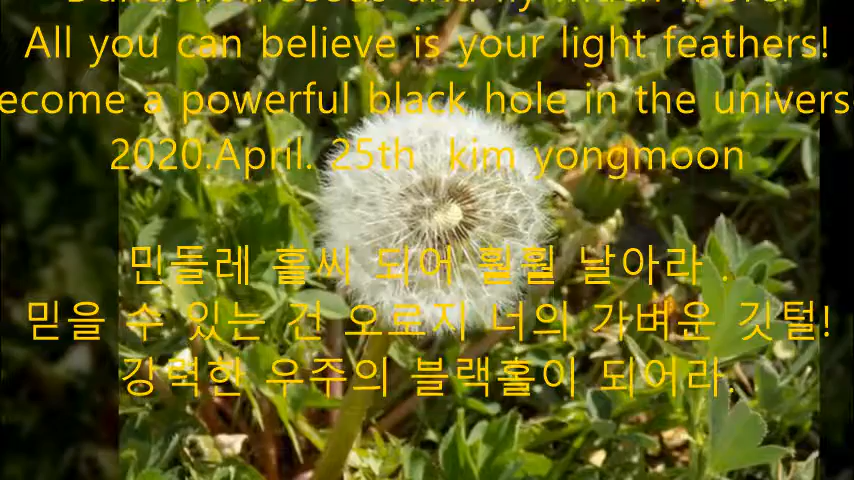 All you can believe is your light feathers!
ecome a powerful black hole in the univers
2020.April. 25th kim yongmoon
민들레 홀씨 되어 훨훨 날아라 .
믿을 수 있는 건 오로지 너의 가벼운 깃털!
강력한 우주의 블랙홀이 되어라.